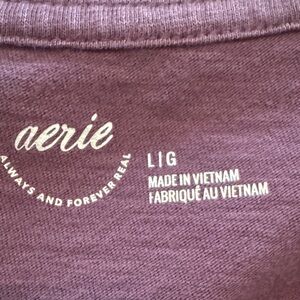 aerie
ALWAYS AND FOREVER REAL
L|G
MADE IN VIETNAM
FABRIQUÉ AU VIETNAM